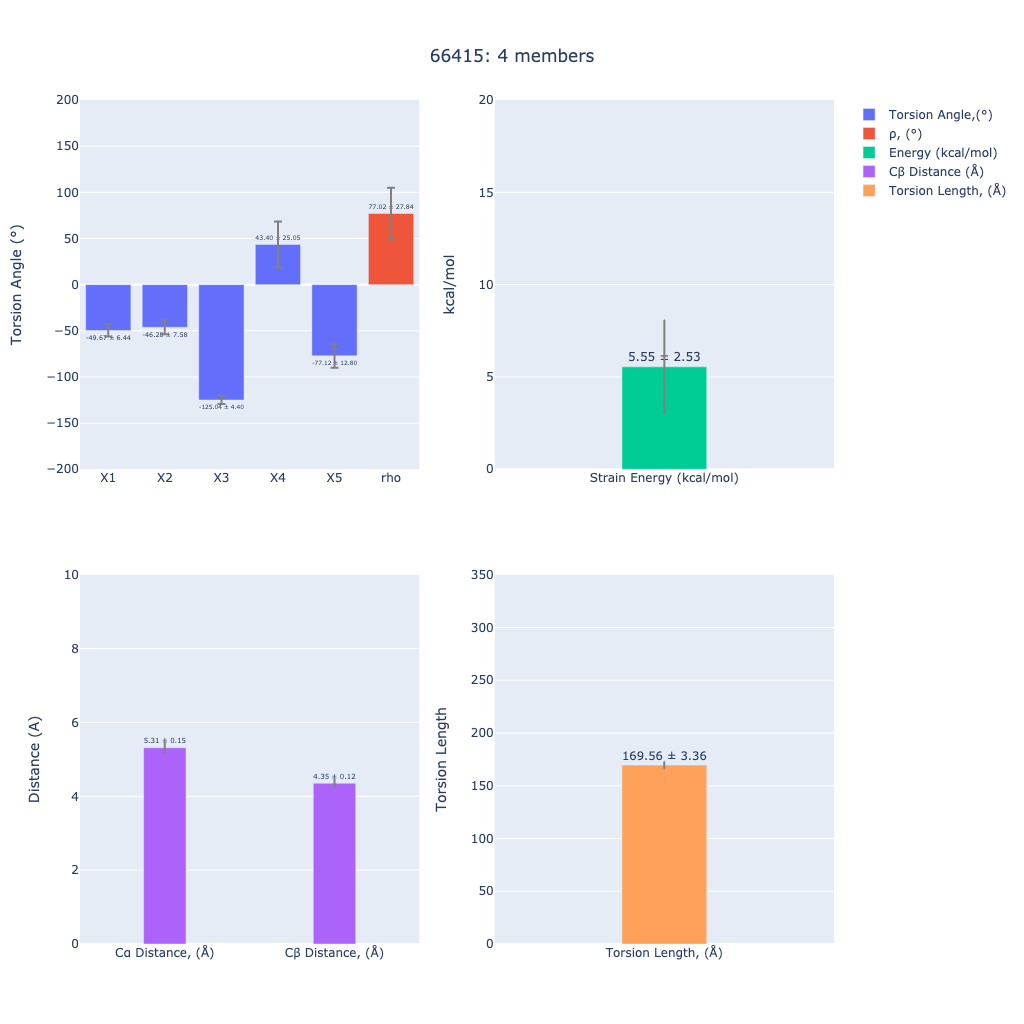 66415: 4 members
Torsion Angle (°)
200
150
100
50
0
−50
−100
−150
−200
-49.67 ± 6.44
-46.28 ± 7.58
-125.04 ± 4.40
43.40 ± 25.05
-77.12 ± 12.80
77.02 ± 27.84
X1 X2 X3 X4 X5 rho
kcal/mol
20
15
10
5
0
5.55 ± 2.53
Strain Energy (kcal/mol)
Torsion Angle,(°)
ρ, (°)
Energy (kcal/mol)
Cβ Distance (Å)
Torsion Length, (Å)
Distance (A)
10
8
6
4
2
0
5.31 ± 0.15
4.35 ± 0.12
Cα Distance, (Å) Cβ Distance, (Å)
Torsion Length
350
300
250
200
150
100
50
0
169.56 ± 3.36
Torsion Length, (Å)